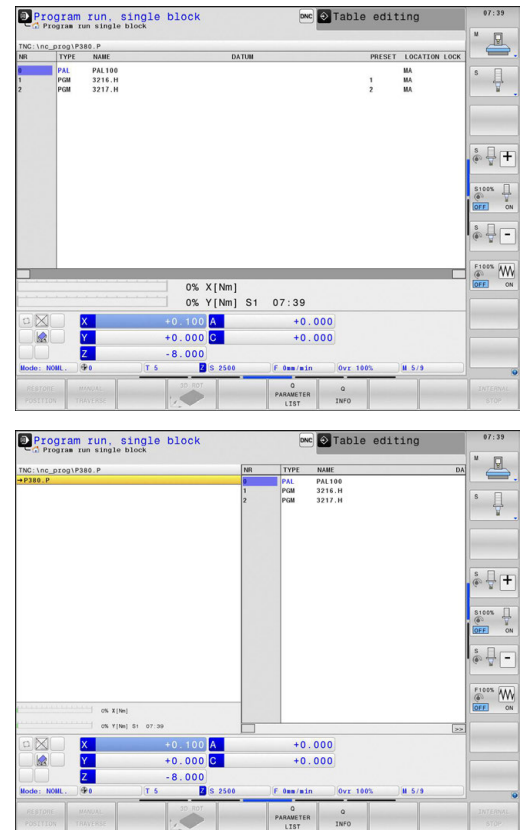 Program run, single block DNC Table editing 07:39
Program run single block
TNC:\nc_prog\P380.P
NR TYPE NAME DATUM PRESET LOCATION LOCK
0 PAL PAL100 MA
1 PGM 3216.H 1 MA
2 PGM 3217.H 2 MA
M
S
S
S100%
OFF ON
S
F100%
OFF ON
0% X[Nm]
0% Y[Nm] S1 07:39
X +0.100 A +0.000
Y +0.000 C +0.000
Z -8.000
Mode: NOML. 0 T 5 Z S 2500 F 0mm/min Ovr 100% M 5/9
RESTORE POSITION
MANUAL TRAVERSE
3D ROT
Q PARAMETER LIST
Q INFO
INTERNAL STOP
Program run, single block DNC Table editing 07:39
Program run single block
TNC:\nc_prog\P380.P
→P380.P
NR TYPE NAME DA
0 PAL PAL100
1 PGM 3216.H
2 PGM 3217.H
M
S
S
S100%
OFF ON
S
F100%
OFF ON
0% X[Nm]
0% Y[Nm] S1 07:39
>>
X +0.100 A +0.000
Y +0.000 C +0.000
Z -8.000
Mode: NOML. 0 T 5 Z S 2500 F 0mm/min Ovr 100% M 5/9
RESTORE POSITION
MANUAL TRAVERSE
3D ROT
Q PARAMETER LIST
Q INFO
INTERNAL STOP